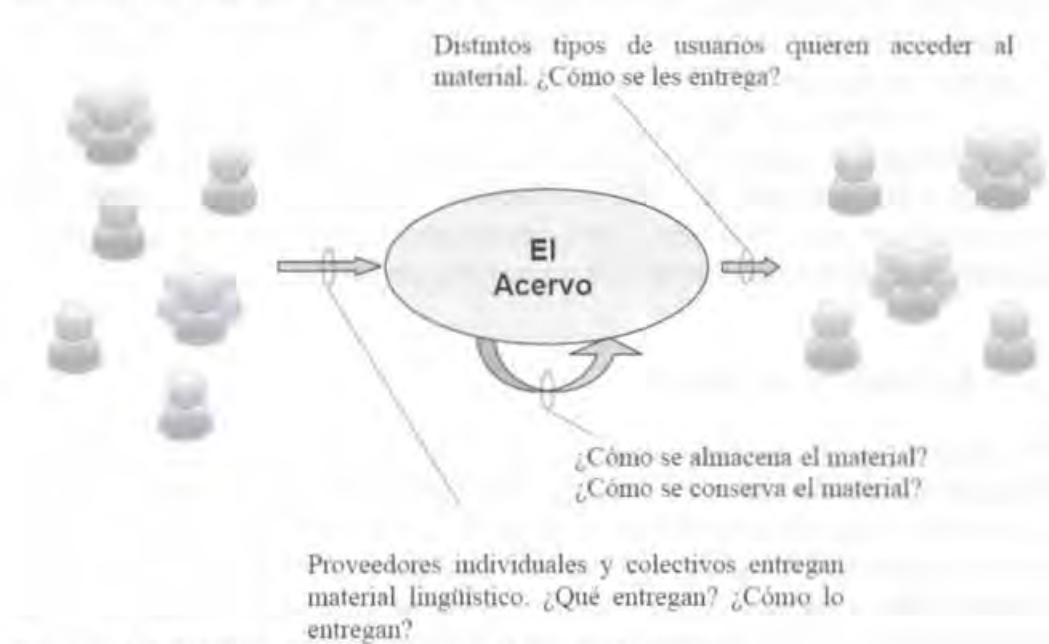 Distintos tipos de usuarios quieren acceder al
material. ¿Cómo se les entrega?
El
Acervo
¿Cómo se almacena el material?
¿Cómo se conserva el material?
Proveedores individuales y colectivos entregan
material lingüístico. ¿Qué entregan? ¿Cómo lo
entregan?